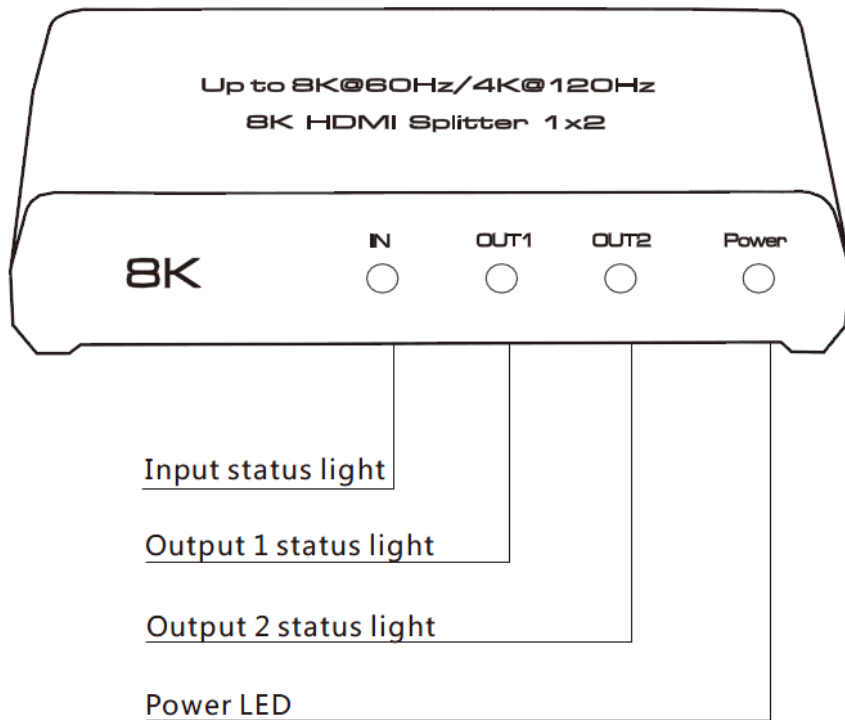 Up to 8K@60Hz/4K@120Hz
8K HDMI Splitter 1x2
8K IN OUT1 OUT2 Power
Input status light
Output 1 status light
Output 2 status light
Power LED